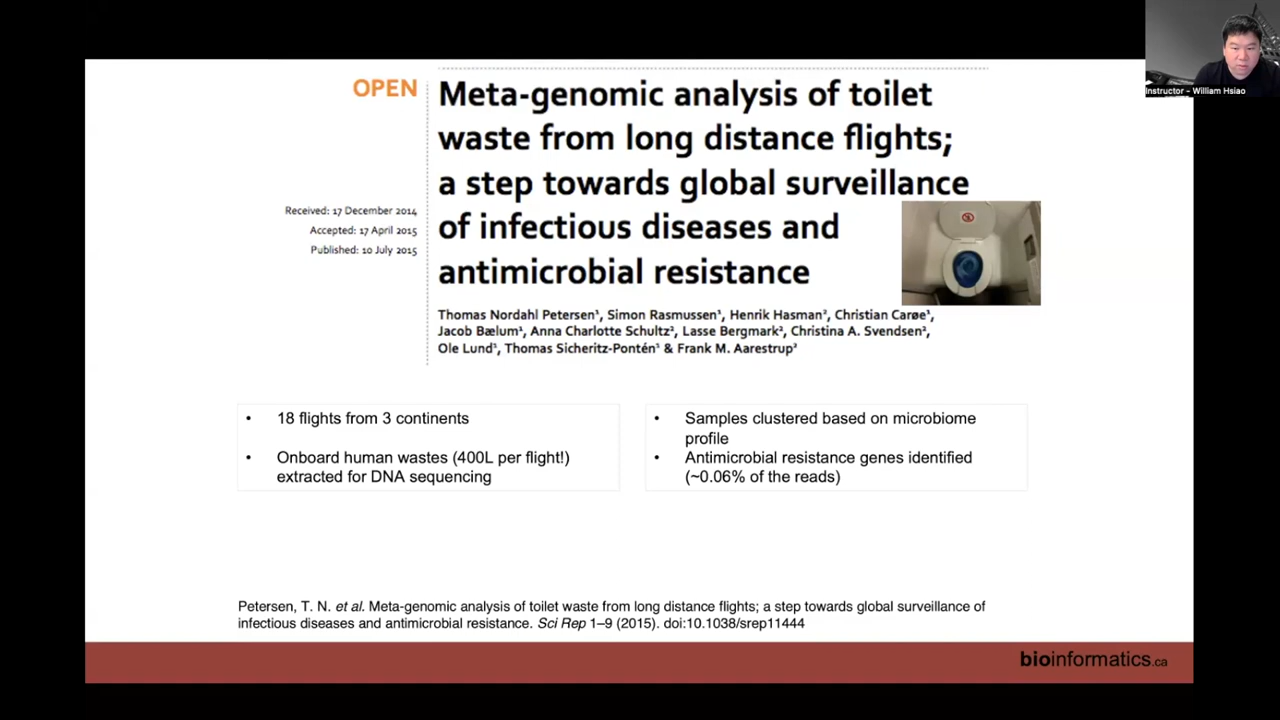 Instructor - William Hsiao
OPEN
Received: 17 December 2014
Accepted: 17 April 2015
Published: 10 July 2015
Meta-genomic analysis of toilet
waste from long distance flights;
a step towards global surveillance
of infectious diseases and
antimicrobial resistance
Thomas Nordahl Petersen¹, Simon Rasmussen¹, Henrik Hasman², Christian Carøe¹,
Jacob Bælum¹, Anna Charlotte Schultz², Lasse Bergmark², Christina A. Svendsen²,
Ole Lund¹, Thomas Sicheritz-Pontén¹ & Frank M. Aarestrup²
• 18 flights from 3 continents
• Onboard human wastes (400L per flight!)
extracted for DNA sequencing
• Samples clustered based on microbiome
profile
• Antimicrobial resistance genes identified
(~0.06% of the reads)
Petersen, T. N. et al. Meta-genomic analysis of toilet waste from long distance flights; a step towards global surveillance of
infectious diseases and antimicrobial resistance. Sci Rep 1–9 (2015). doi:10.1038/srep11444
bioinformatics.ca